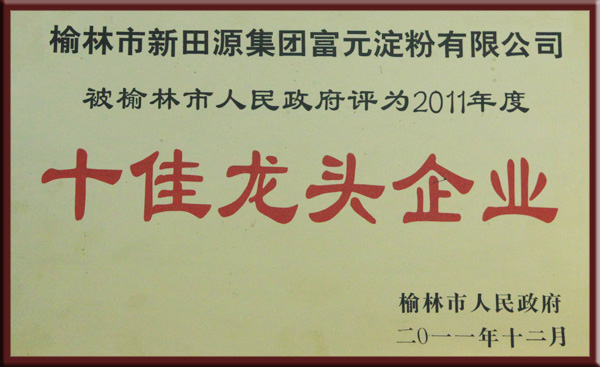 榆林市新田源集团富元淀粉有限公司
被榆林市人民政府评为2011年度
十佳龙头企业
榆林市人民政府
二〇一一年十二月